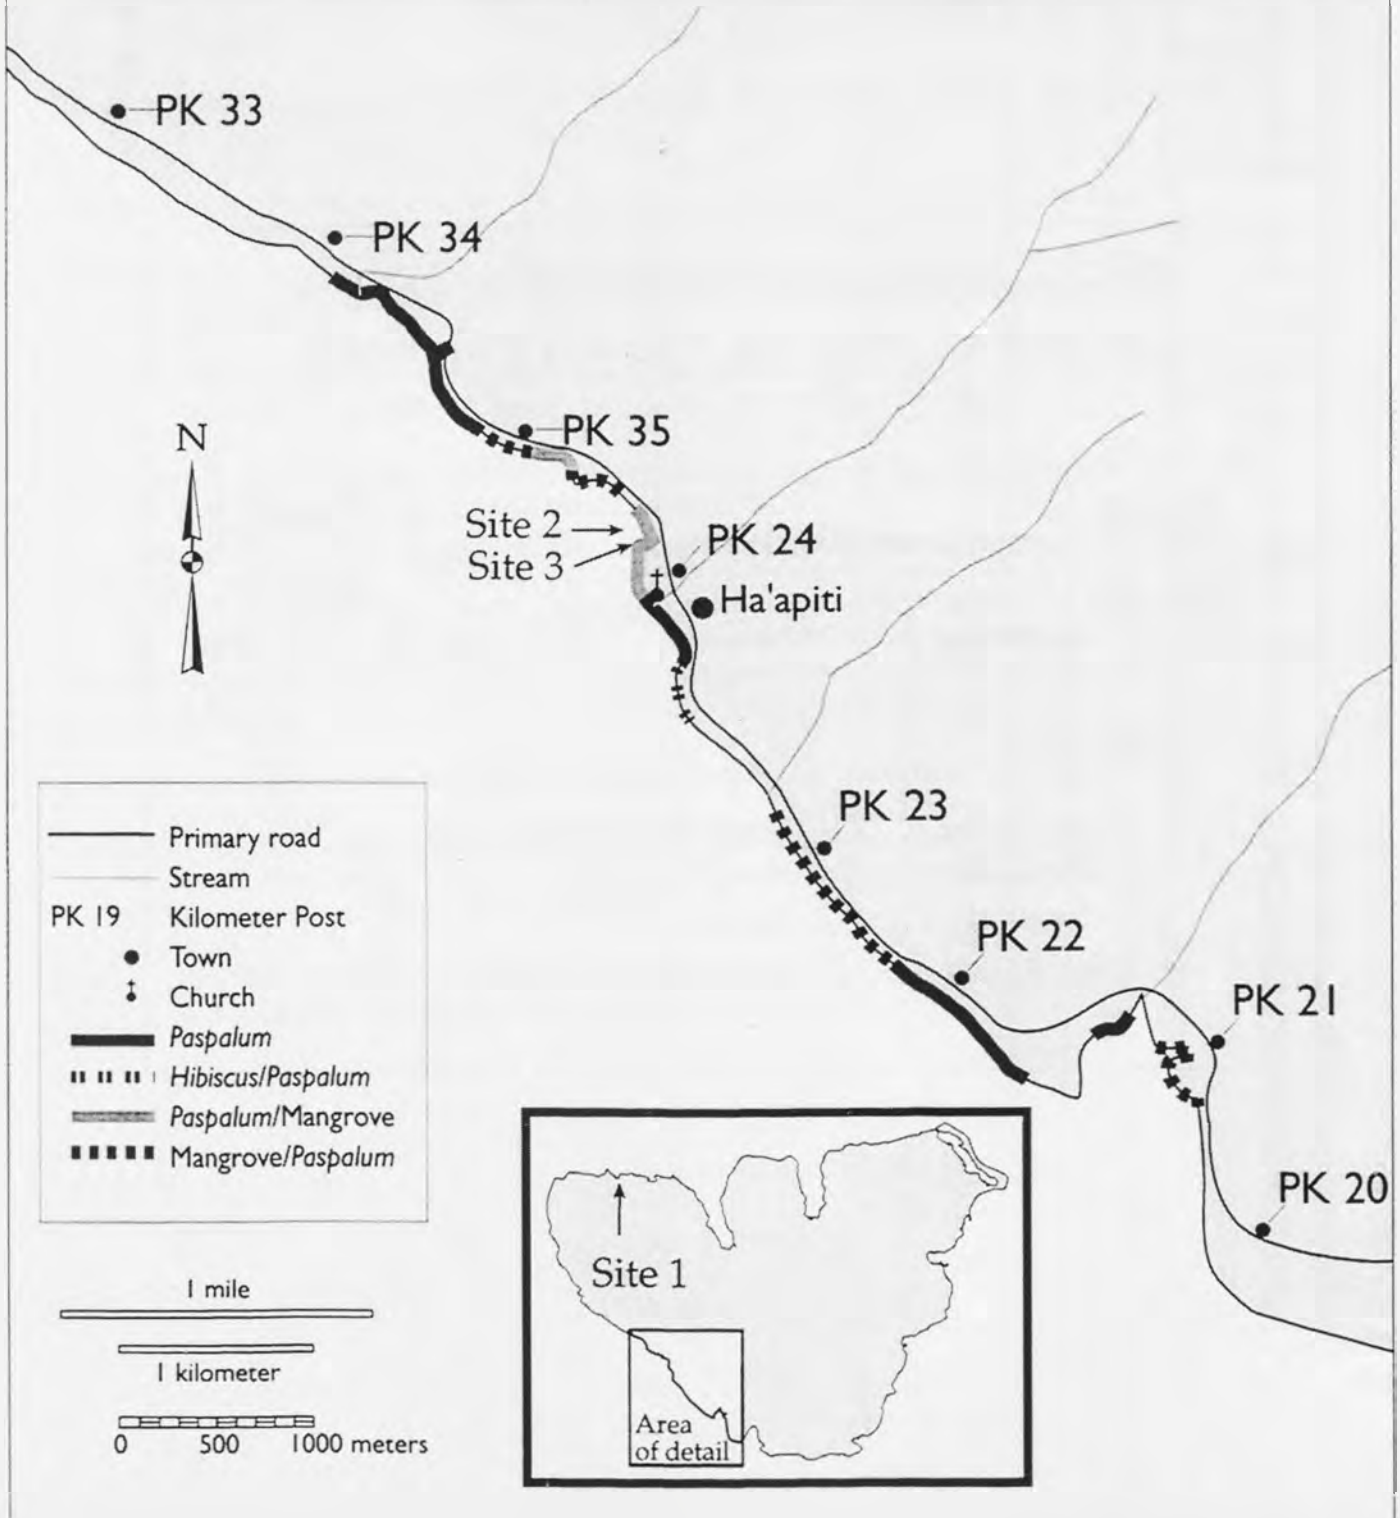 PK 33
PK 34
PK 35
N
Site 2
Site 3
PK 24
Ha'apiti
PK 23
PK 22
PK 21
PK 20
Primary road
Stream
PK 19 Kilometer Post
Town
Church
Paspalum
Hibiscus/Paspalum
Paspalum/Mangrove
Mangrove/Paspalum
1 mile
1 kilometer
0 500 1000 meters
Site 1
Area
of detail